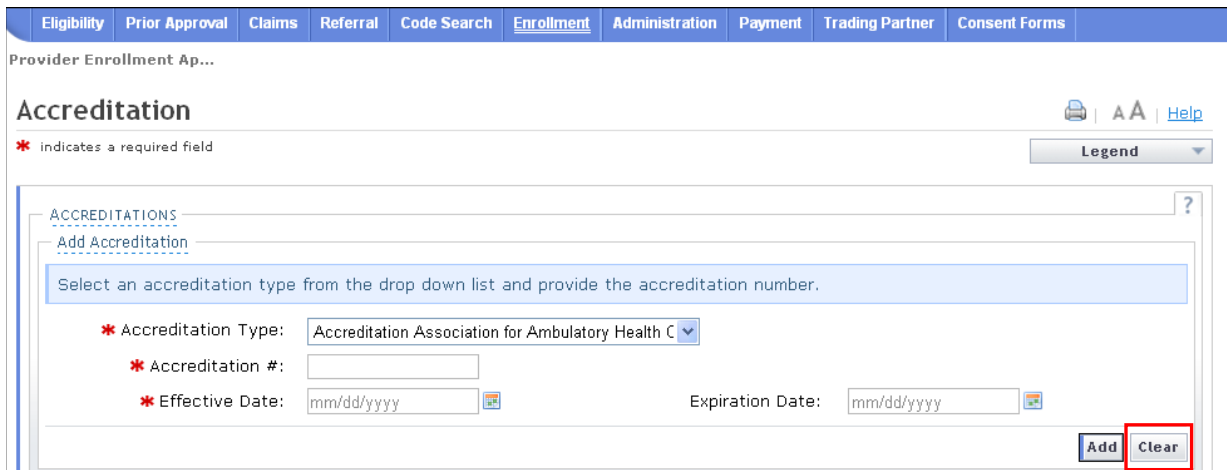 Eligibility Prior Approval Claims Referral Code Search Enrollment Administration Payment Trading Partner Consent Forms
Provider Enrollment Ap...
Accreditation
A A Help
* indicates a required field
Legend
?
ACCREDITATIONS
Add Accreditation
Select an accreditation type from the drop down list and provide the accreditation number.
* Accreditation Type: Accreditation Association for Ambulatory Health C
* Accreditation #:
* Effective Date: mm/dd/yyyy Expiration Date: mm/dd/yyyy
Add Clear